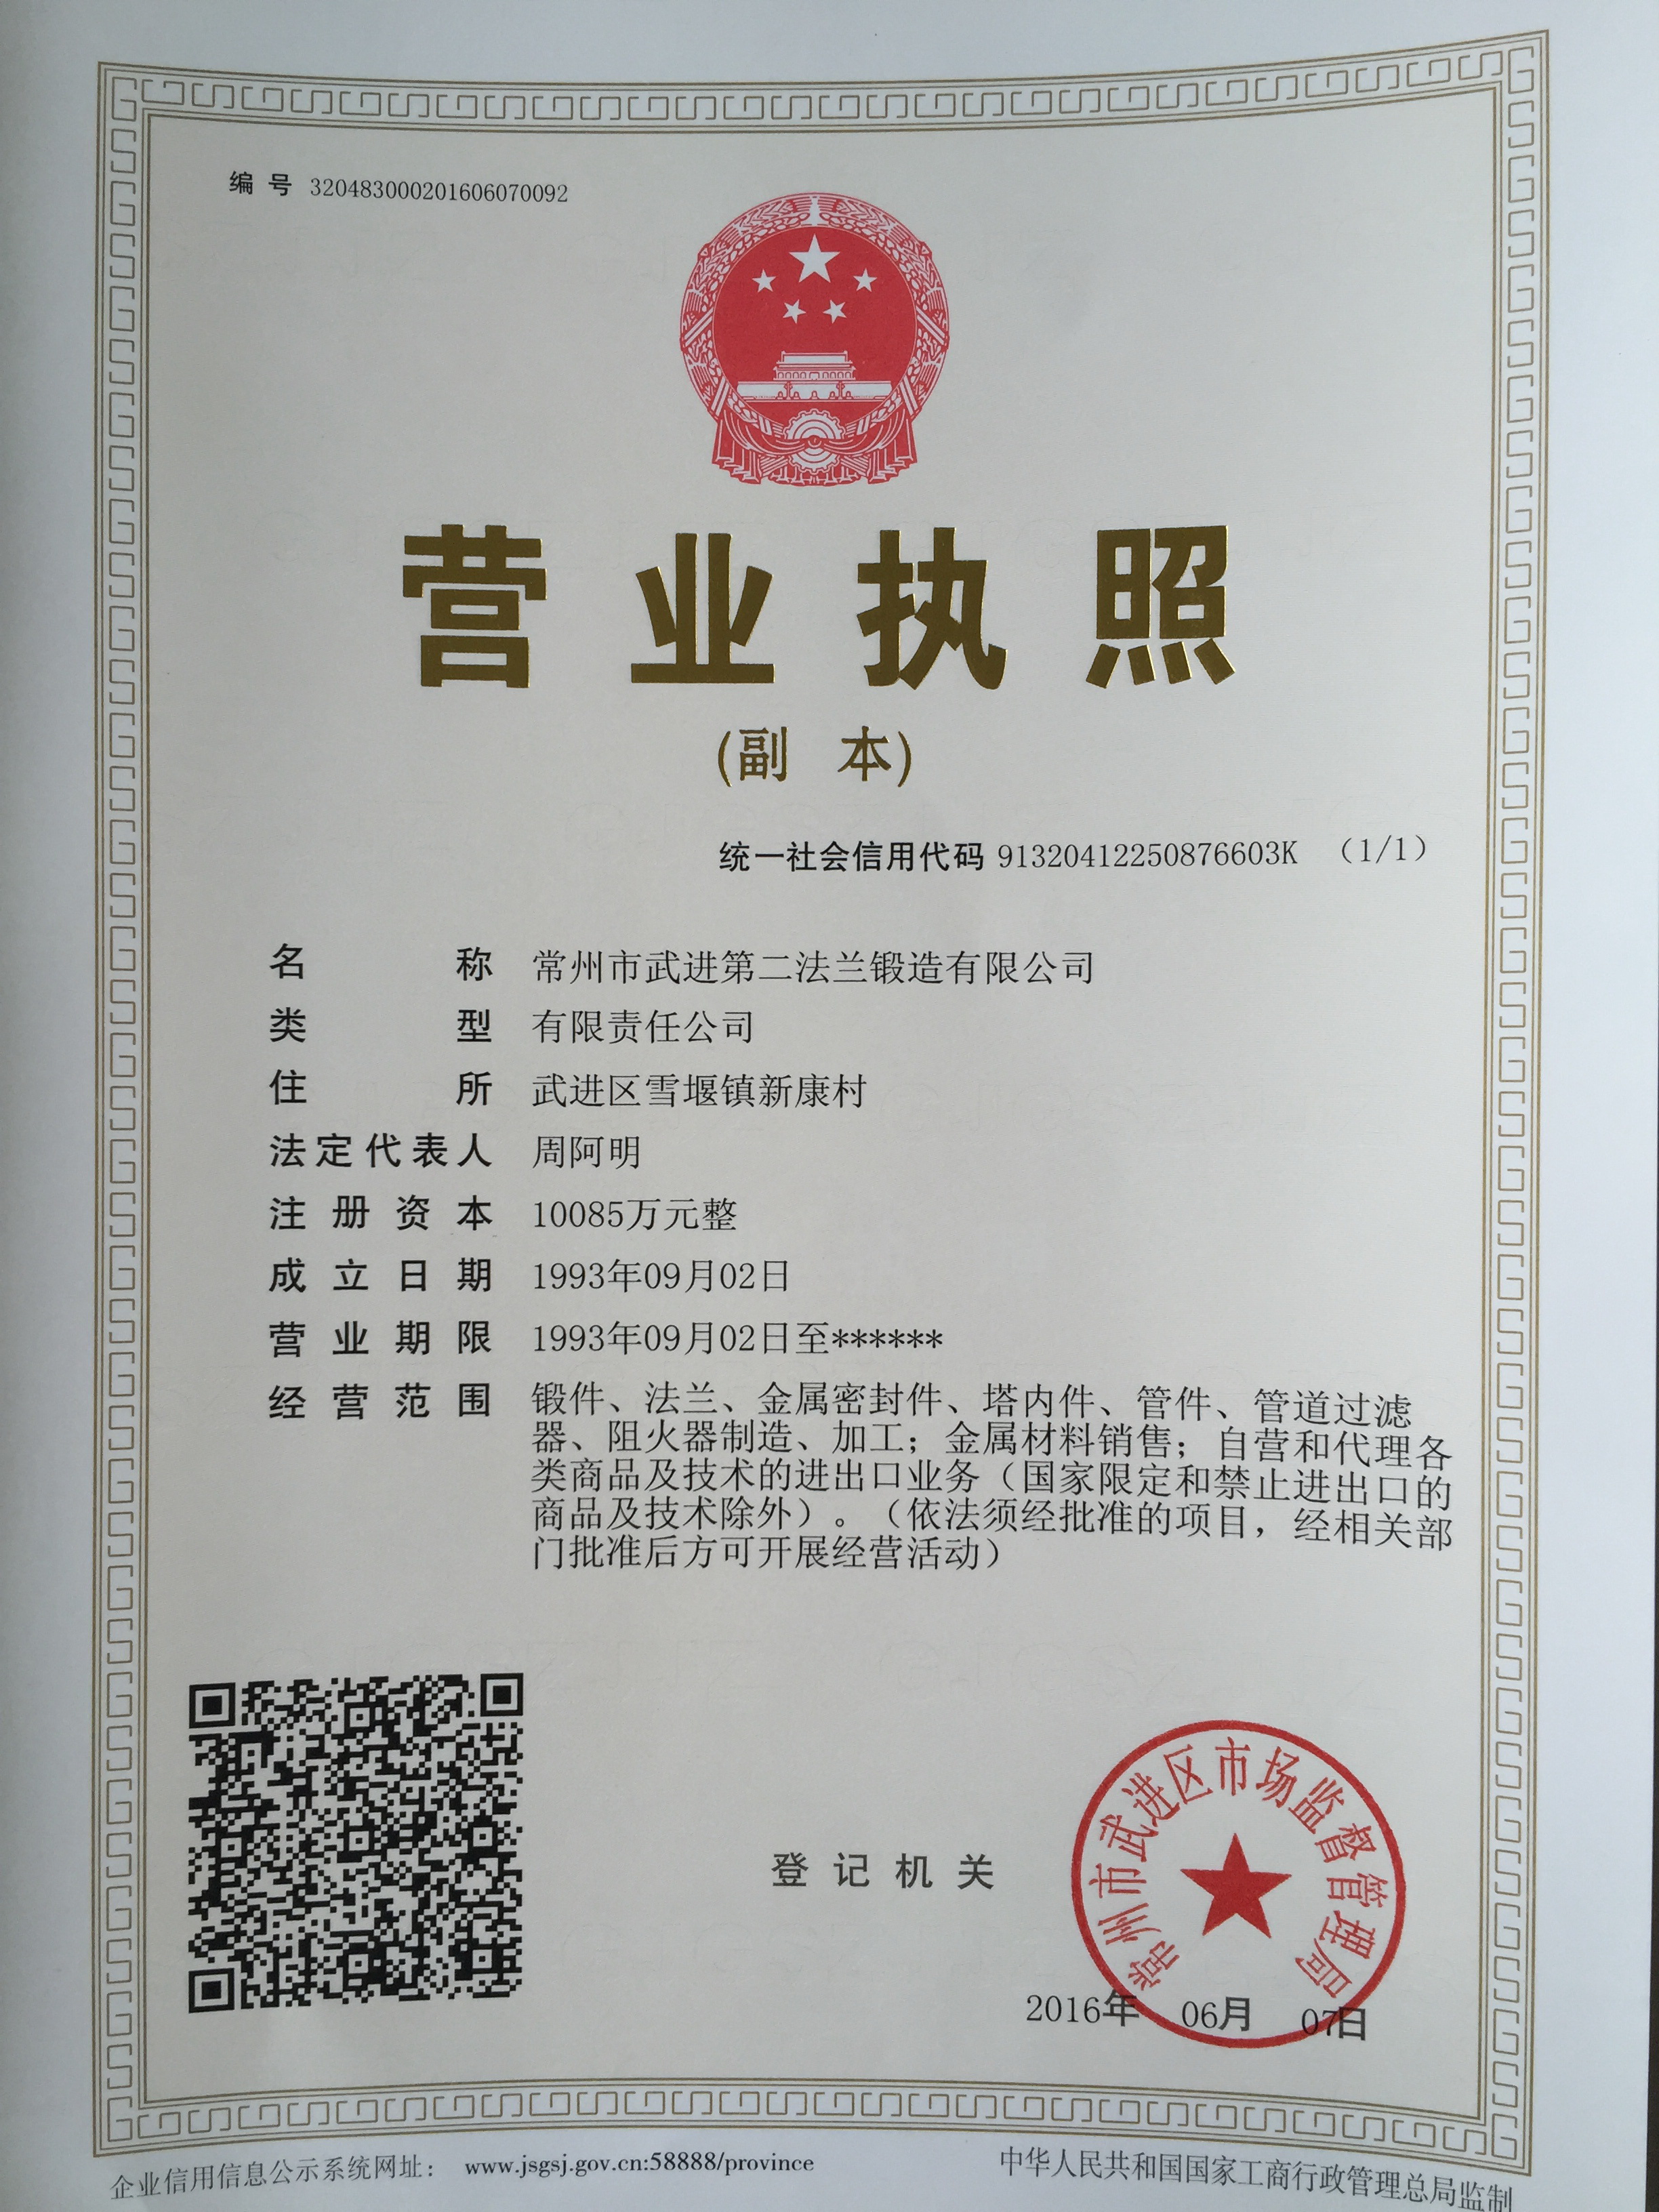 编 号 320483000201606070092
营业执照
(副 本)
统一社会信用代码 91320412250876603K （1/1）
名称 常州市武进第二法兰锻造有限公司
类型 有限责任公司
住所 武进区雪堰镇新康村
法定代表人 周阿明
注册资本 10085万元整
成立日期 1993年09月02日
营业期限 1993年09月02日至******
经营范围 锻件、法兰、金属密封件、塔内件、管件、管道过滤
器、阻火器制造、加工；金属材料销售；自营和代理各
类商品及技术的进出口业务（国家限定和禁止进出口的
商品及技术除外）。（依法须经批准的项目，经相关部
门批准后方可开展经营活动）
常州市武进区市场监督管理局
登记机关
2016年 06月 07日
企业信用信息公示系统网址： www.jsgsj.gov.cn:58888/province
中华人民共和国国家工商行政管理总局监制